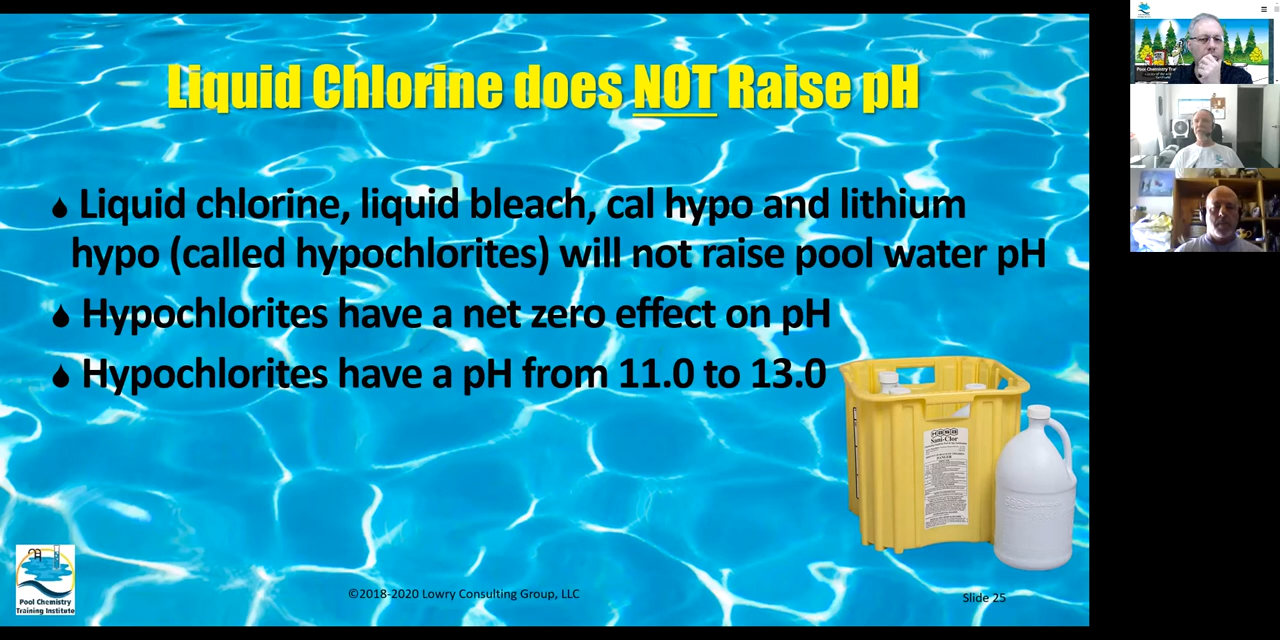 Liquid Chlorine does NOT Raise pH
Liquid chlorine, liquid bleach, cal hypo and lithium
hypo (called hypochlorites) will not raise pool water pH
Hypochlorites have a net zero effect on pH
Hypochlorites have a pH from 11.0 to 13.0
Sani-Clor
Pool Chemistry
Training Institute
©2018-2020 Lowry Consulting Group, LLC
Slide 25